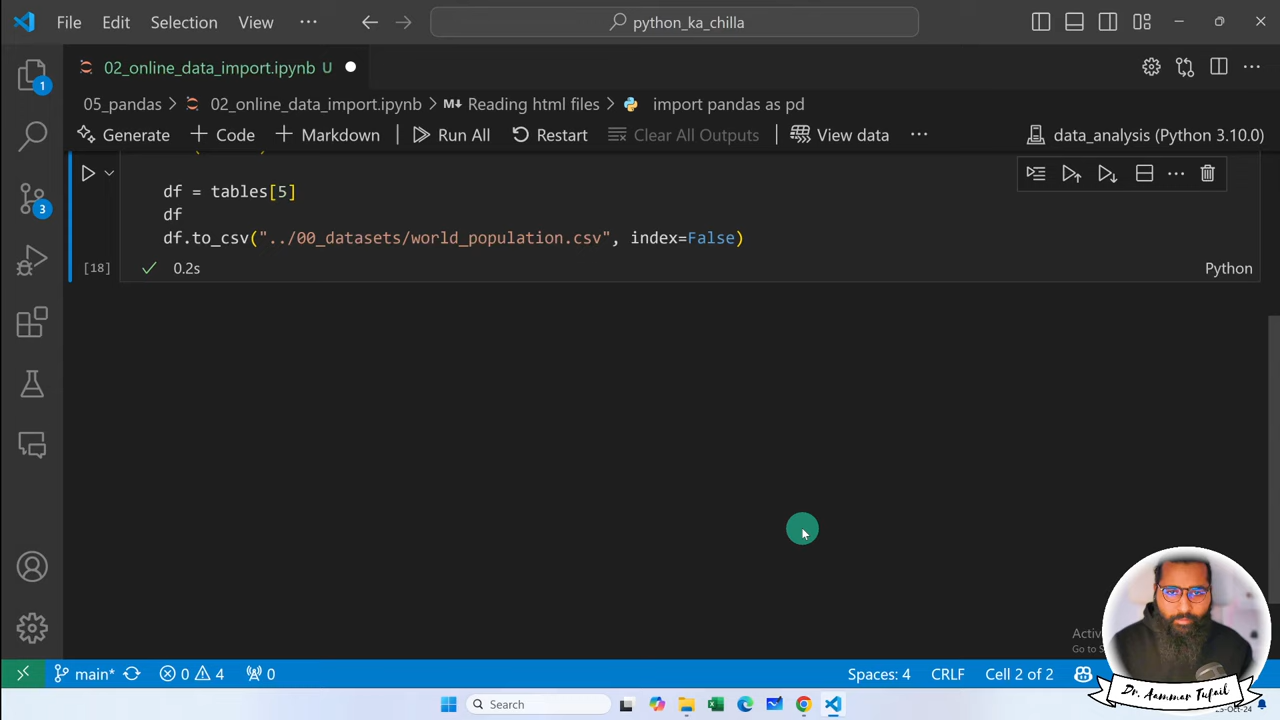 File Edit Selection View ··· python_ka_chilla
02_online_data_import.ipynb U
05_pandas > 02_online_data_import.ipynb > M↓ Reading html files > import pandas as pd
Generate + Code + Markdown Run All Restart Clear All Outputs View data ··· data_analysis (Python 3.10.0)
df = tables[5]
df
df.to_csv("../00_datasets/world_population.csv", index=False)
[18] 0.2s Python
1
3
Dr. Aammar Tufail
main* 0 4 0 Spaces: 4 CRLF Cell 2 of 2
Search